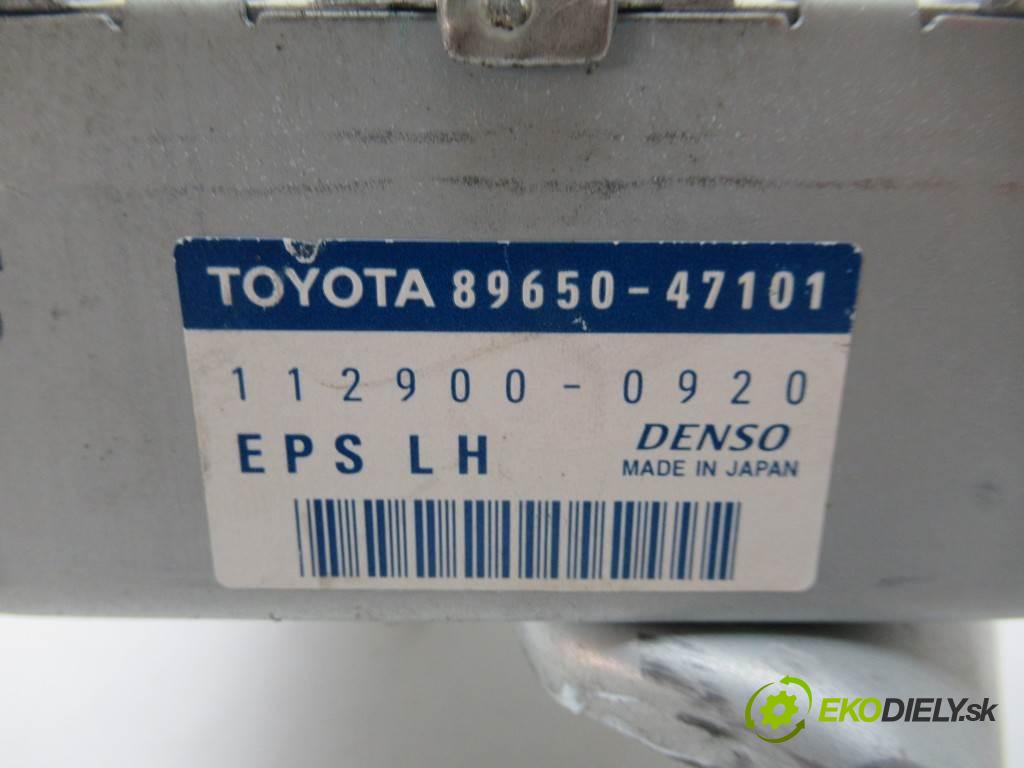 TOYOTA 89650-47101
112900-0920
EPS LH
DENSO
MADE IN JAPAN
EKODIELY.sk